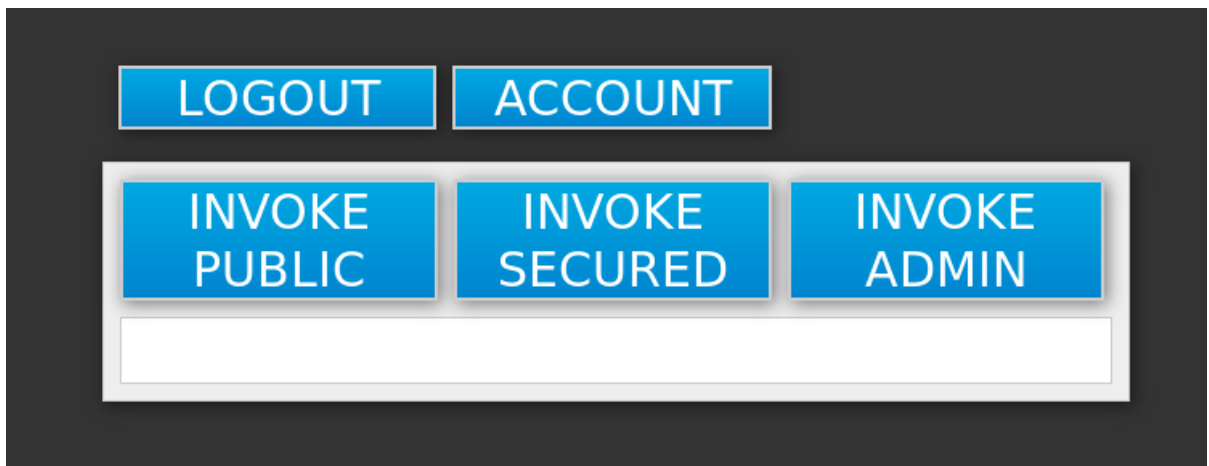 LOGOUT ACCOUNT
INVOKE INVOKE INVOKE
PUBLIC SECURED ADMIN